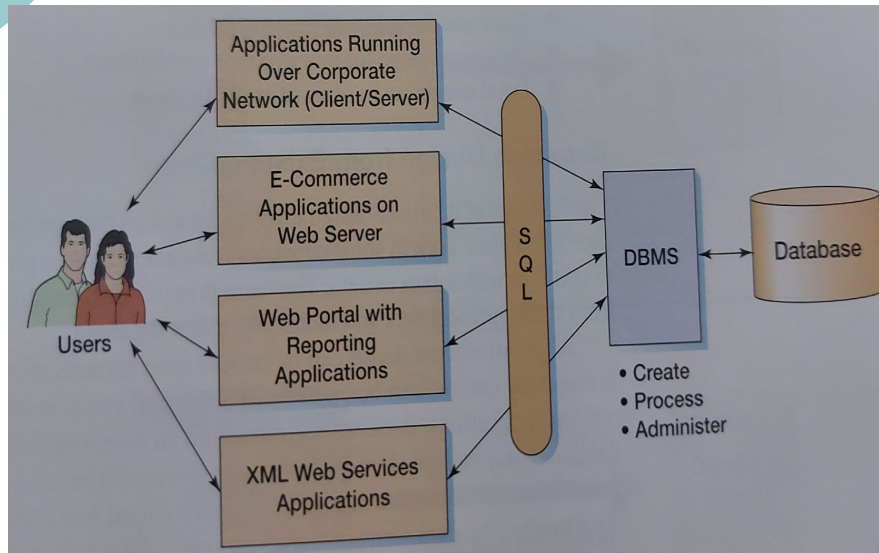 Applications Running
Over Corporate
Network (Client/Server)
E-Commerce
Applications on
Web Server
Web Portal with
Reporting
Applications
XML Web Services
Applications
Users
SQL
DBMS
• Create
• Process
• Administer
Database